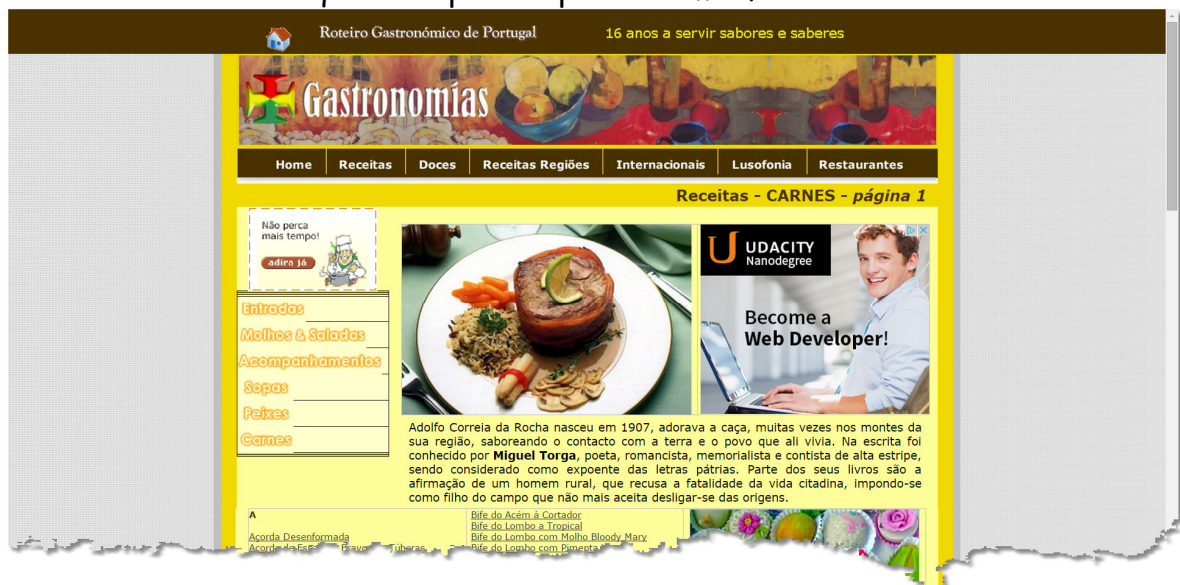 Roteiro Gastronómico de Portugal
16 anos a servir sabores e saberes
Gastronomias
Home
Receitas
Doces
Receitas Regiões
Internacionais
Lusofonia
Restaurantes
Receitas - CARNES - página 1
Não perca
mais tempo!
adira já
Entradas
Molhos & Saladas
Acompanhamentos
Sopas
Peixes
Carnes
UDACITY
Nanodegree
Become a
Web Developer!
Adolfo Correia da Rocha nasceu em 1907, adorava a caça, muitas vezes nos montes da
sua região, saboreando o contacto com a terra e o povo que ali vivia. Na escrita foi
conhecido por Miguel Torga, poeta, romancista, memorialista e contista de alta estripe,
sendo considerado como expoente das letras pátrias. Parte dos seus livros são a
afirmação de um homem rural, que recusa a fatalidade da vida citadina, impondo-se
como filho do campo que não mais aceita desligar-se das origens.
A
Açorda Desenformada
Bife do Acém à Cortador
Bife do Lombo a Tropical
Bife do Lombo com Molho Bloody Mary
Bife do Lombo com Pimenta